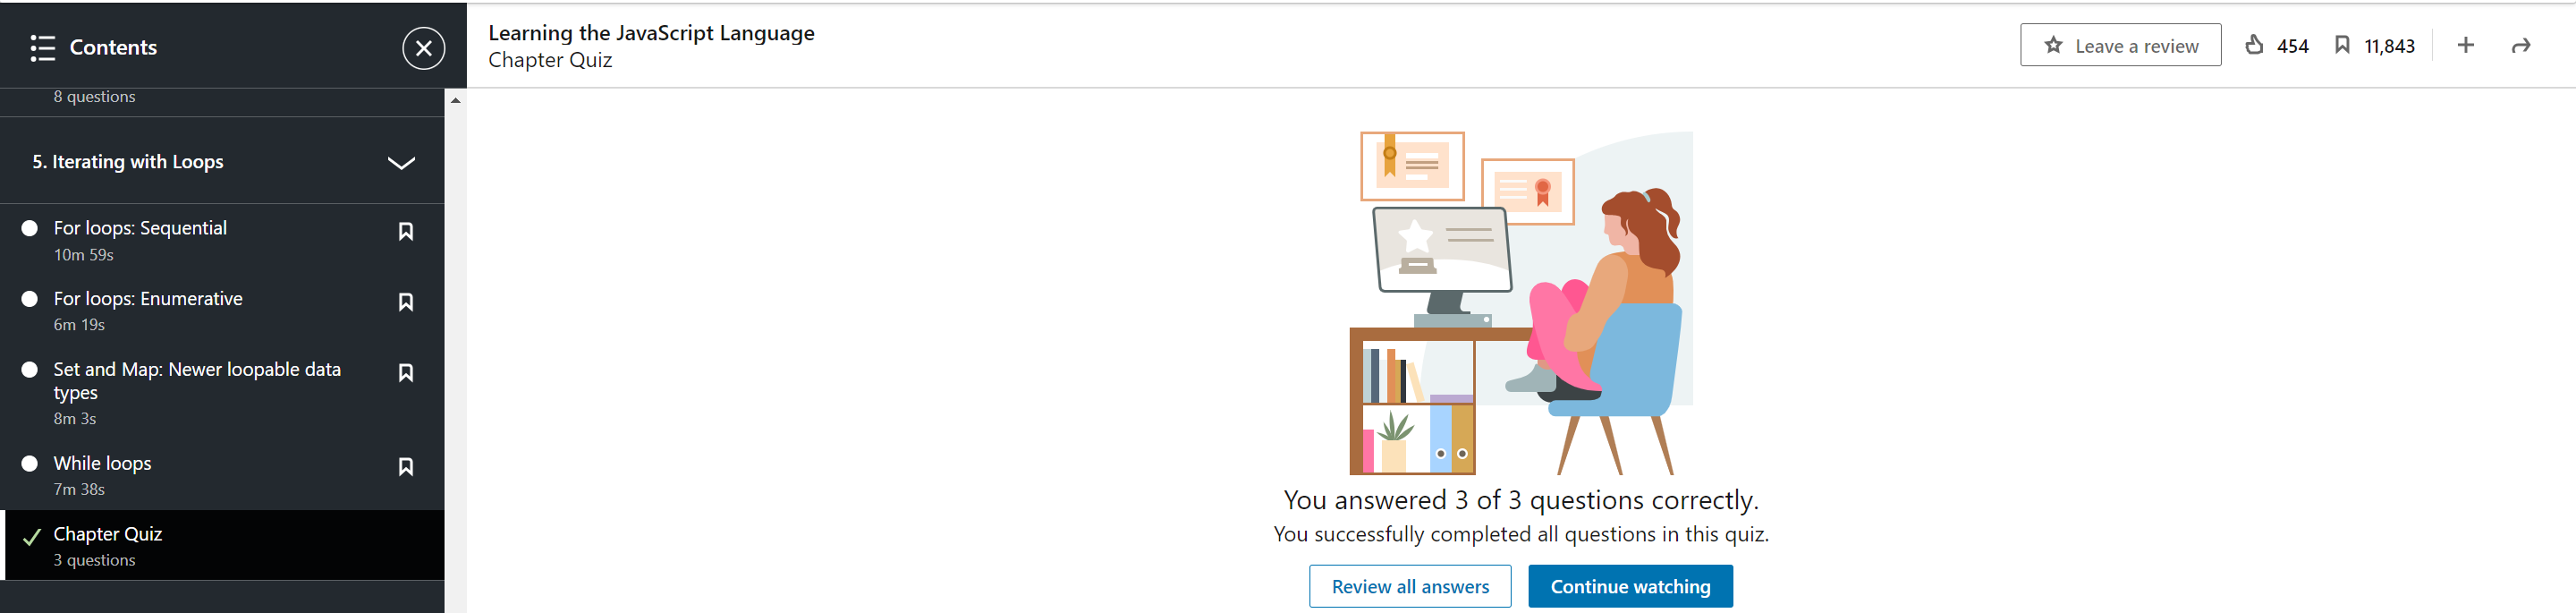 Contents
8 questions
5. Iterating with Loops
For loops: Sequential
10m 59s
For loops: Enumerative
6m 19s
Set and Map: Newer loopable data
types
8m 3s
While loops
7m 38s
Chapter Quiz
3 questions
Learning the JavaScript Language
Chapter Quiz
Leave a review
454
11,843
You answered 3 of 3 questions correctly.
You successfully completed all questions in this quiz.
Review all answers
Continue watching